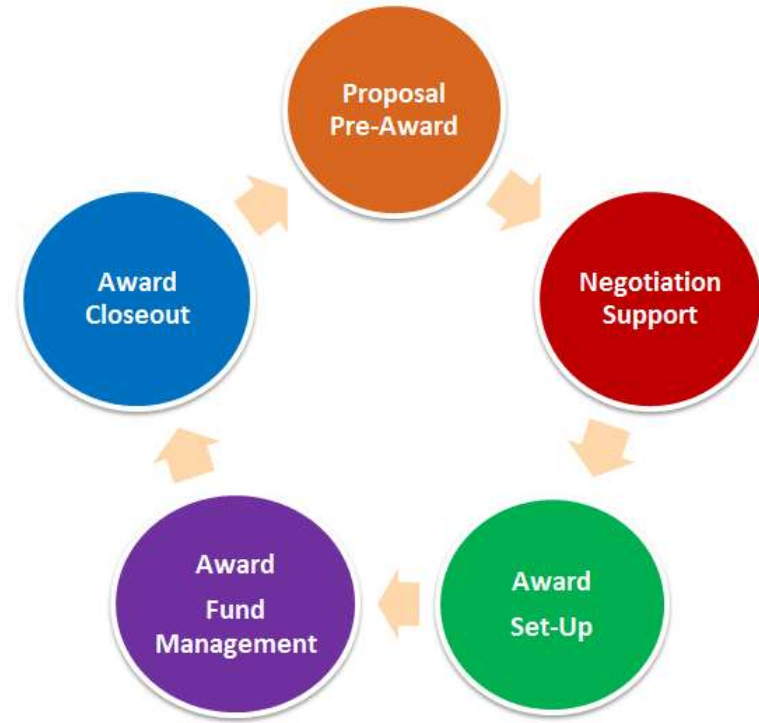 Proposal
Pre-Award
Negotiation
Support
Award
Set-Up
Award
Fund
Management
Award
Closeout